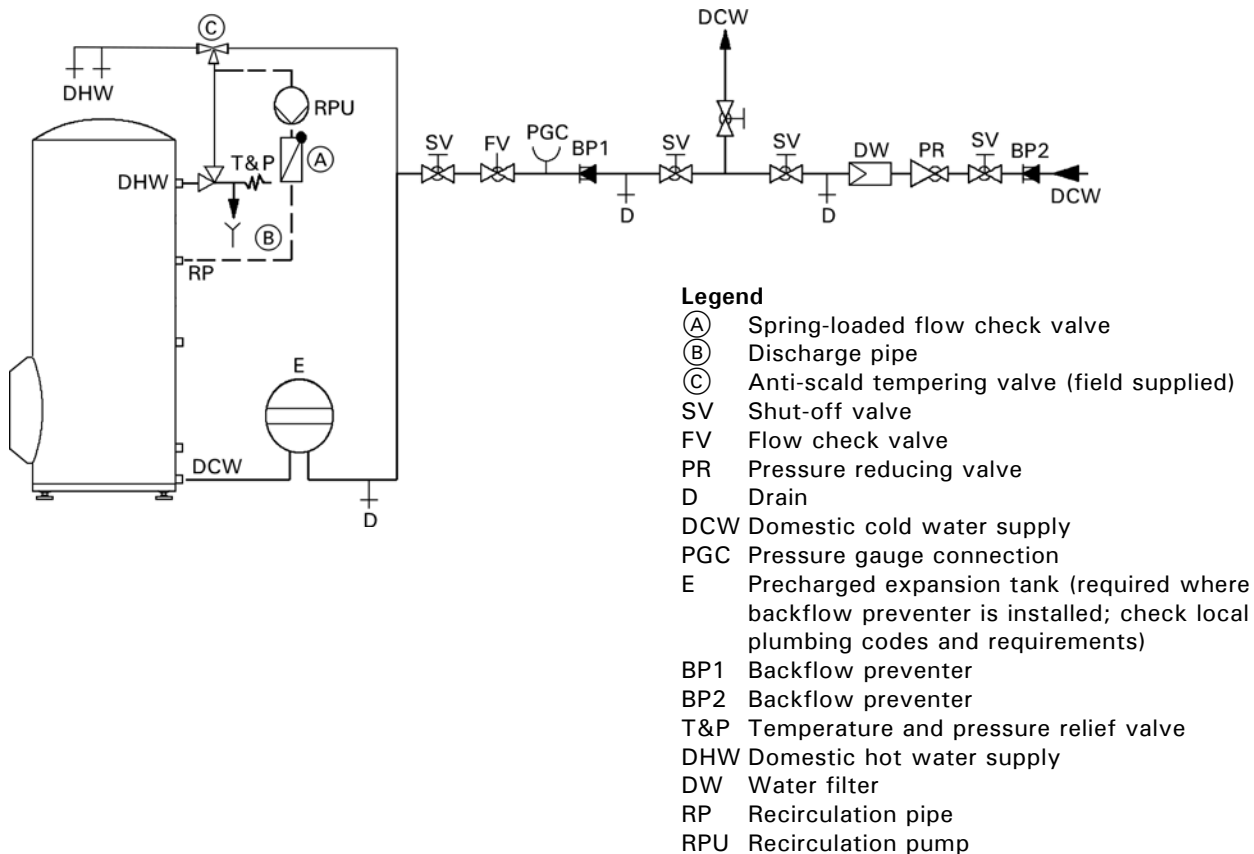 C
DCW
DHW
RPU
A
T&P
DHW
B
RP
SV
FV
PGC
BP1
D
SV
SV
D
DW
PR
SV
BP2
DCW
E
DCW
D
Legend
A Spring-loaded flow check valve
B Discharge pipe
C Anti-scald tempering valve (field supplied)
SV Shut-off valve
FV Flow check valve
PR Pressure reducing valve
D Drain
DCW Domestic cold water supply
PGC Pressure gauge connection
E Precharged expansion tank (required where
backflow preventer is installed; check local
plumbing codes and requirements)
BP1 Backflow preventer
BP2 Backflow preventer
T&P Temperature and pressure relief valve
DHW Domestic hot water supply
DW Water filter
RP Recirculation pipe
RPU Recirculation pump